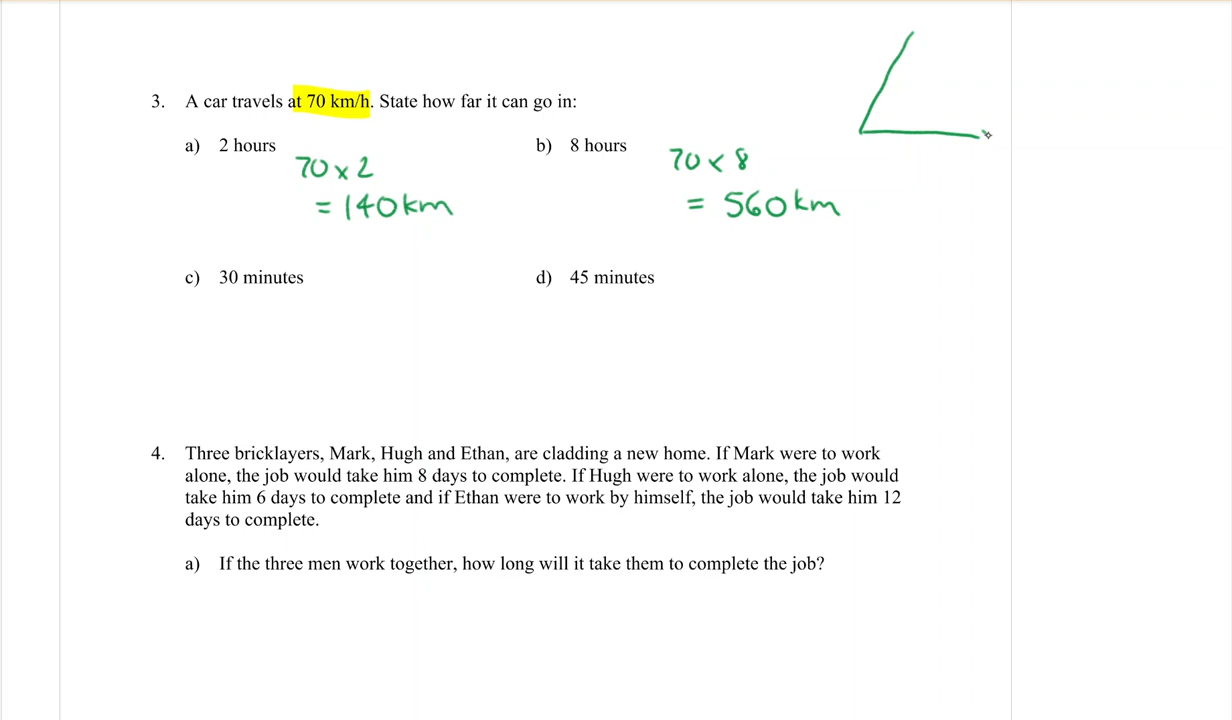 3. A car travels at 70 km/h. State how far it can go in:
a) 2 hours
b) 8 hours
70 x 2
= 140km
70 x 8
= 560km
c) 30 minutes
d) 45 minutes
4. Three bricklayers, Mark, Hugh and Ethan, are cladding a new home. If Mark were to work
alone, the job would take him 8 days to complete. If Hugh were to work alone, the job would
take him 6 days to complete and if Ethan were to work by himself, the job would take him 12
days to complete.
a) If the three men work together, how long will it take them to complete the job?